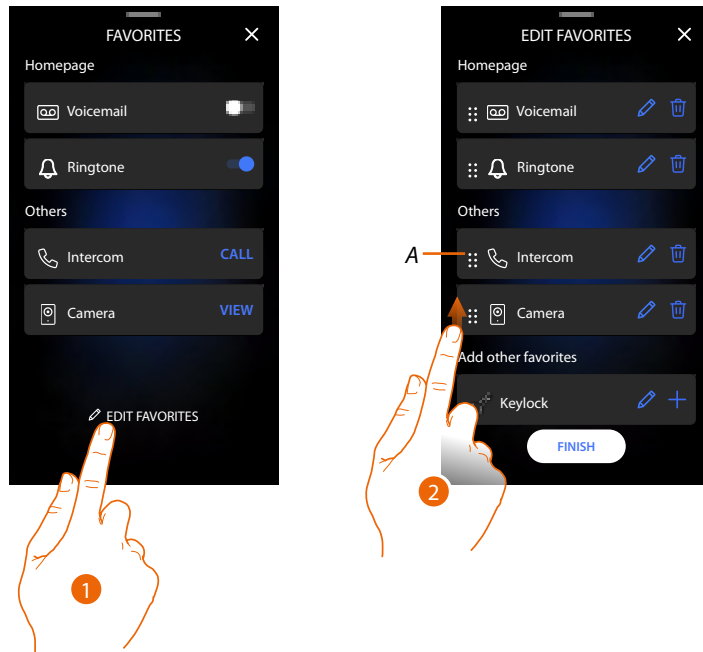 FAVORITES
Homepage
Voicemail
Ringtone
Others
Intercom CALL
Camera VIEW
EDIT FAVORITES
1
EDIT FAVORITES
Homepage
Voicemail
Ringtone
Others
A
Intercom
Camera
Add other favorites
Keylock
FINISH
2